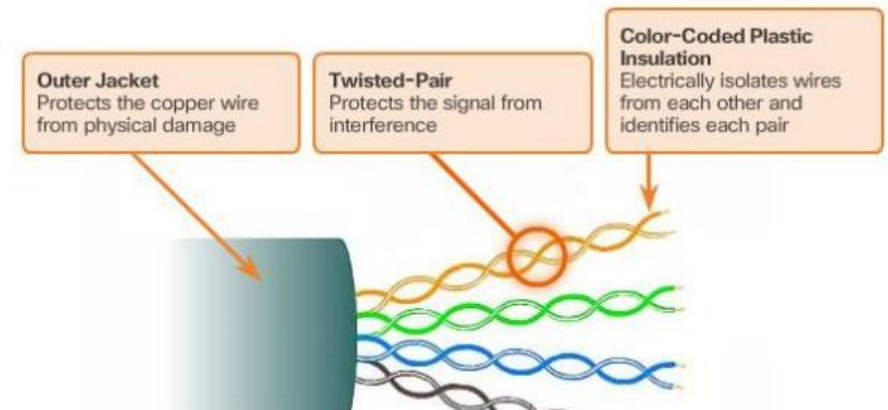 Outer Jacket
Protects the copper wire
from physical damage
Twisted-Pair
Protects the signal from
interference
Color-Coded Plastic
Insulation
Electrically isolates wires
from each other and
identifies each pair